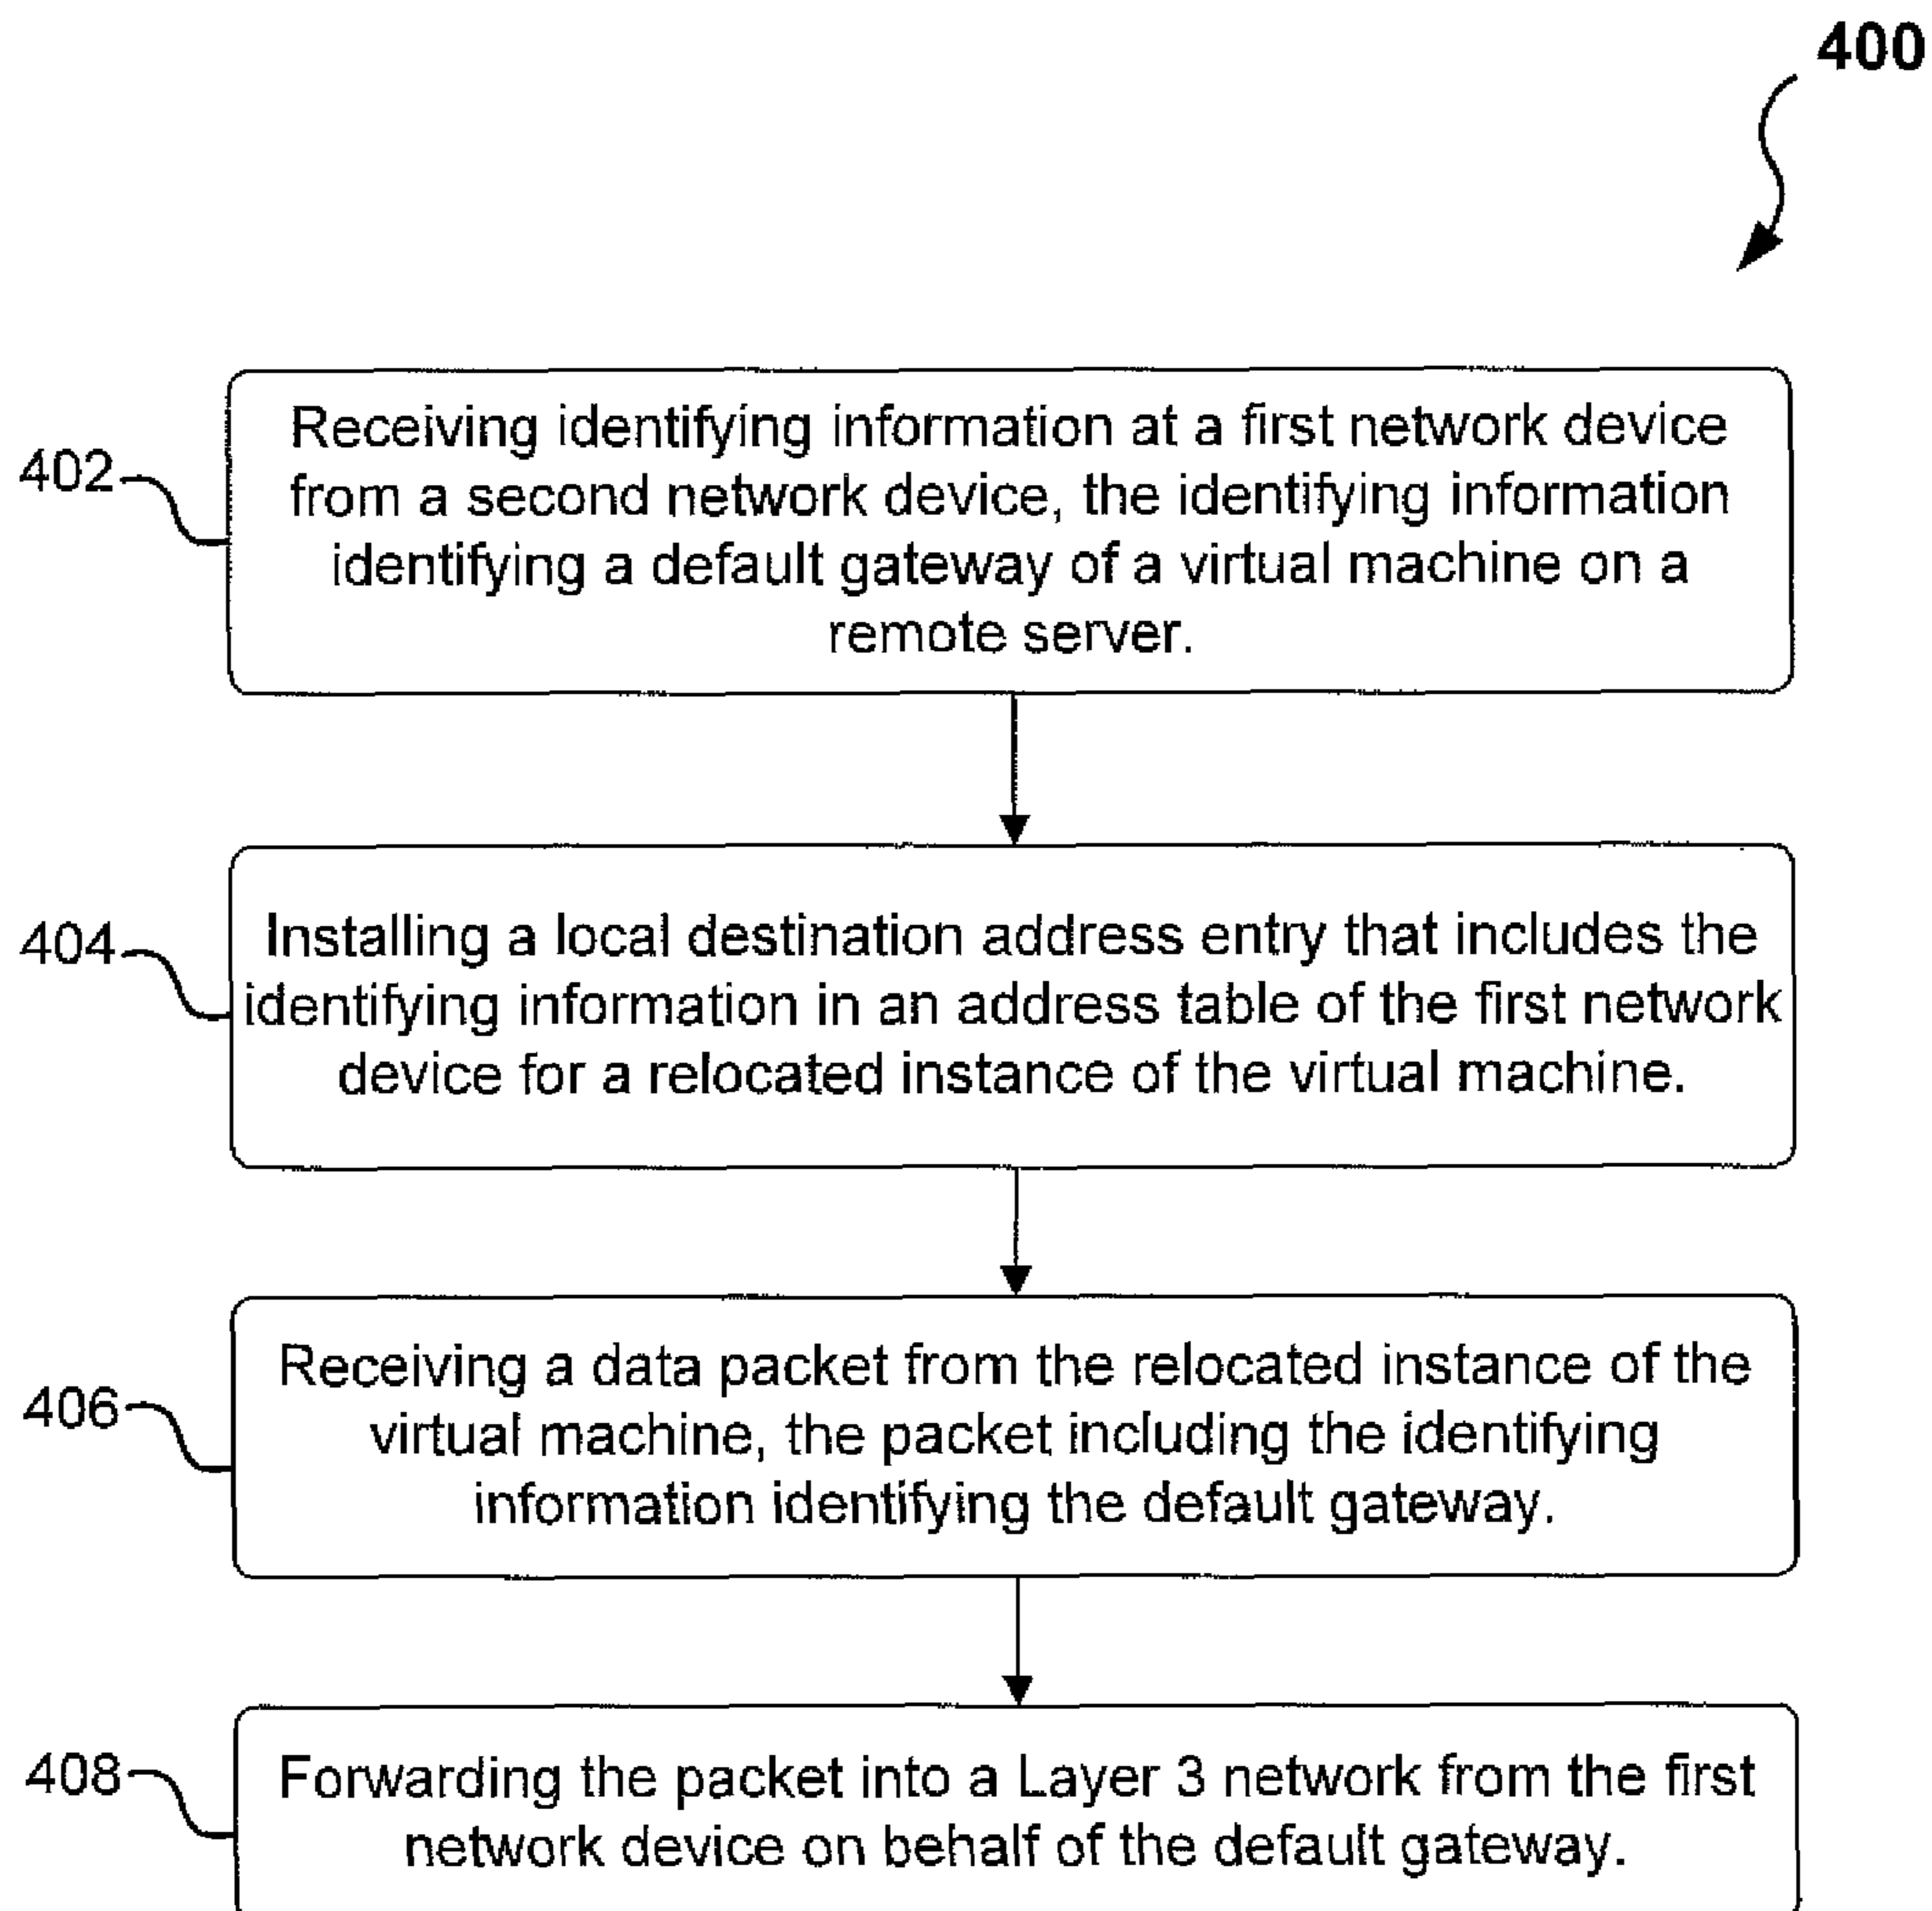 400
402
Receiving identifying information at a first network device
from a second network device, the identifying information
identifying a default gateway of a virtual machine on a
remote server.
404
Installing a local destination address entry that includes the
identifying information in an address table of the first network
device for a relocated instance of the virtual machine.
406
Receiving a data packet from the relocated instance of the
virtual machine, the packet including the identifying
information identifying the default gateway.
408
Forwarding the packet into a Layer 3 network from the first
network device on behalf of the default gateway.